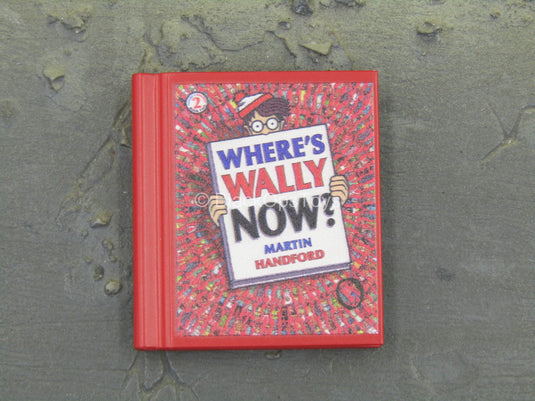 2
WHERE'S
WALLY
NOW?
MARTIN
HANDFORD